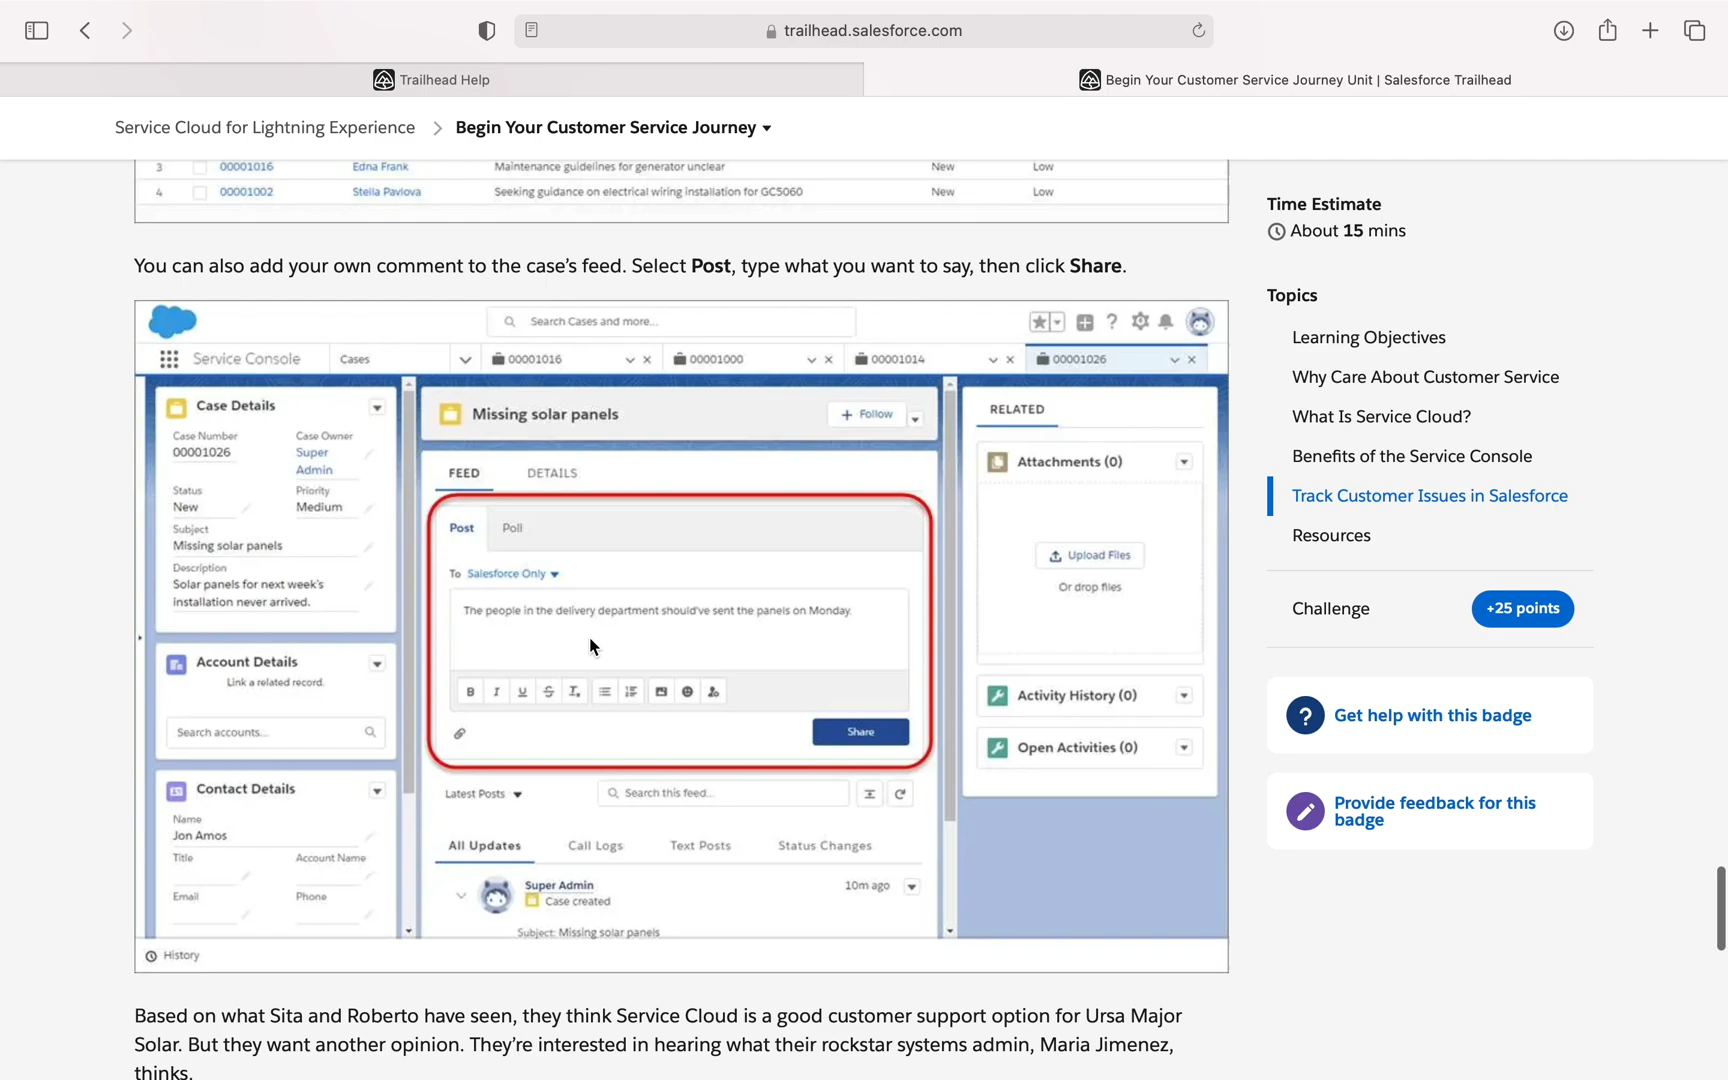 trailhead.salesforce.com
Trailhead Help
Begin Your Customer Service Journey Unit | Salesforce Trailhead
Service Cloud for Lightning Experience > Begin Your Customer Service Journey
3 00001016 Edna Frank Maintenance guidelines for generator unclear New Low
4 00001002 Stella Pavlova Seeking guidance on electrical wiring installation for GC5060 New Low
You can also add your own comment to the case’s feed. Select Post, type what you want to say, then click Share.
Search Cases and more...
Service Console Cases 00001016 00001000 00001014 00001026
Case Details
Case Number Case Owner
00001026 Super
Admin
Status Priority
New Medium
Subject
Missing solar panels
Description
Solar panels for next week's
installation never arrived.
Account Details
Link a related record.
Search accounts...
Contact Details
Name
Jon Amos
Title Account Name
Email Phone
Missing solar panels
+ Follow
FEED DETAILS
Post Poll
To Salesforce Only
The people in the delivery department should've sent the panels on Monday.
B I U S T
Share
Latest Posts Search this feed...
All Updates Call Logs Text Posts Status Changes
Super Admin 10m ago
Case created
Subject: Missing solar panels
RELATED
Attachments (0)
Upload Files
Or drop files
Activity History (0)
Open Activities (0)
History
Based on what Sita and Roberto have seen, they think Service Cloud is a good customer support option for Ursa Major
Solar. But they want another opinion. They’re interested in hearing what their rockstar systems admin, Maria Jimenez,
thinks.
Time Estimate
About 15 mins
Topics
Learning Objectives
Why Care About Customer Service
What Is Service Cloud?
Benefits of the Service Console
Track Customer Issues in Salesforce
Resources
Challenge +25 points
Get help with this badge
Provide feedback for this
badge